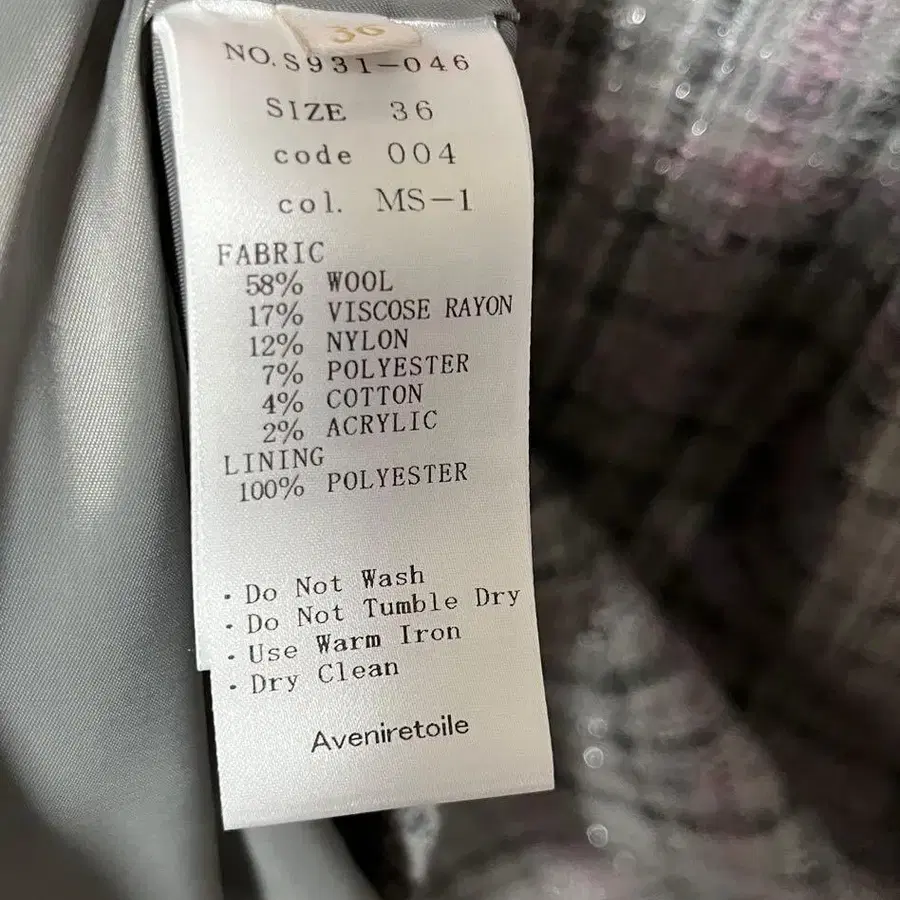 36
NO. S931-046
SIZE 36
code 004
col. MS-1
FABRIC
58% WOOL
17% VISCOSE RAYON
12% NYLON
7% POLYESTER
4% COTTON
2% ACRYLIC
LINING
100% POLYESTER
・Do Not Wash
・Do Not Tumble Dry
・Use Warm Iron
・Dry Clean
Aveniretoile